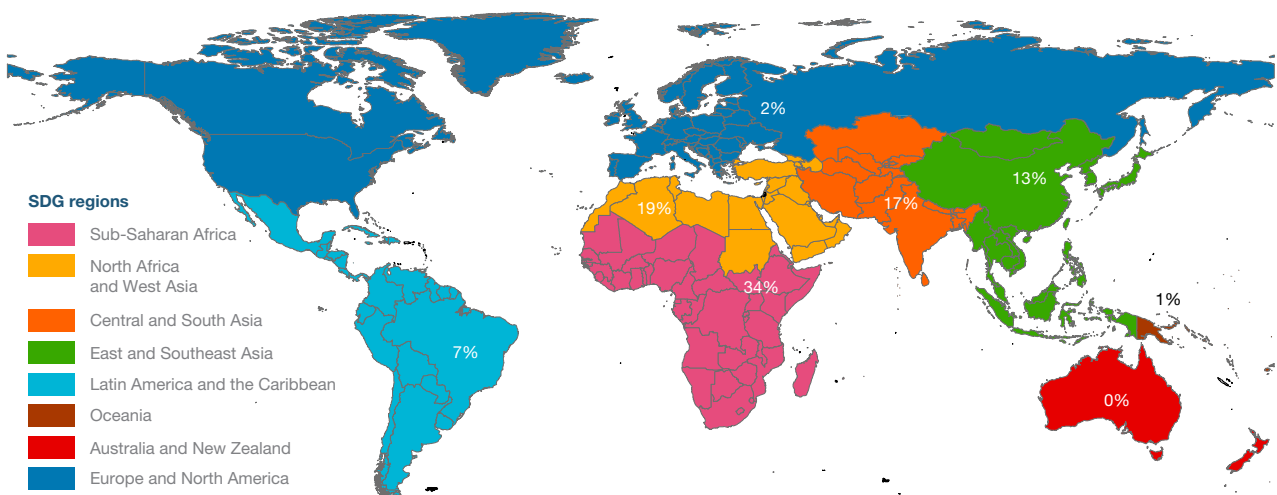 2%
13%
17%
19%
34%
1%
7%
0%
SDG regions
Sub-Saharan Africa
North Africa
and West Asia
Central and South Asia
East and Southeast Asia
Latin America and the Caribbean
Oceania
Australia and New Zealand
Europe and North America